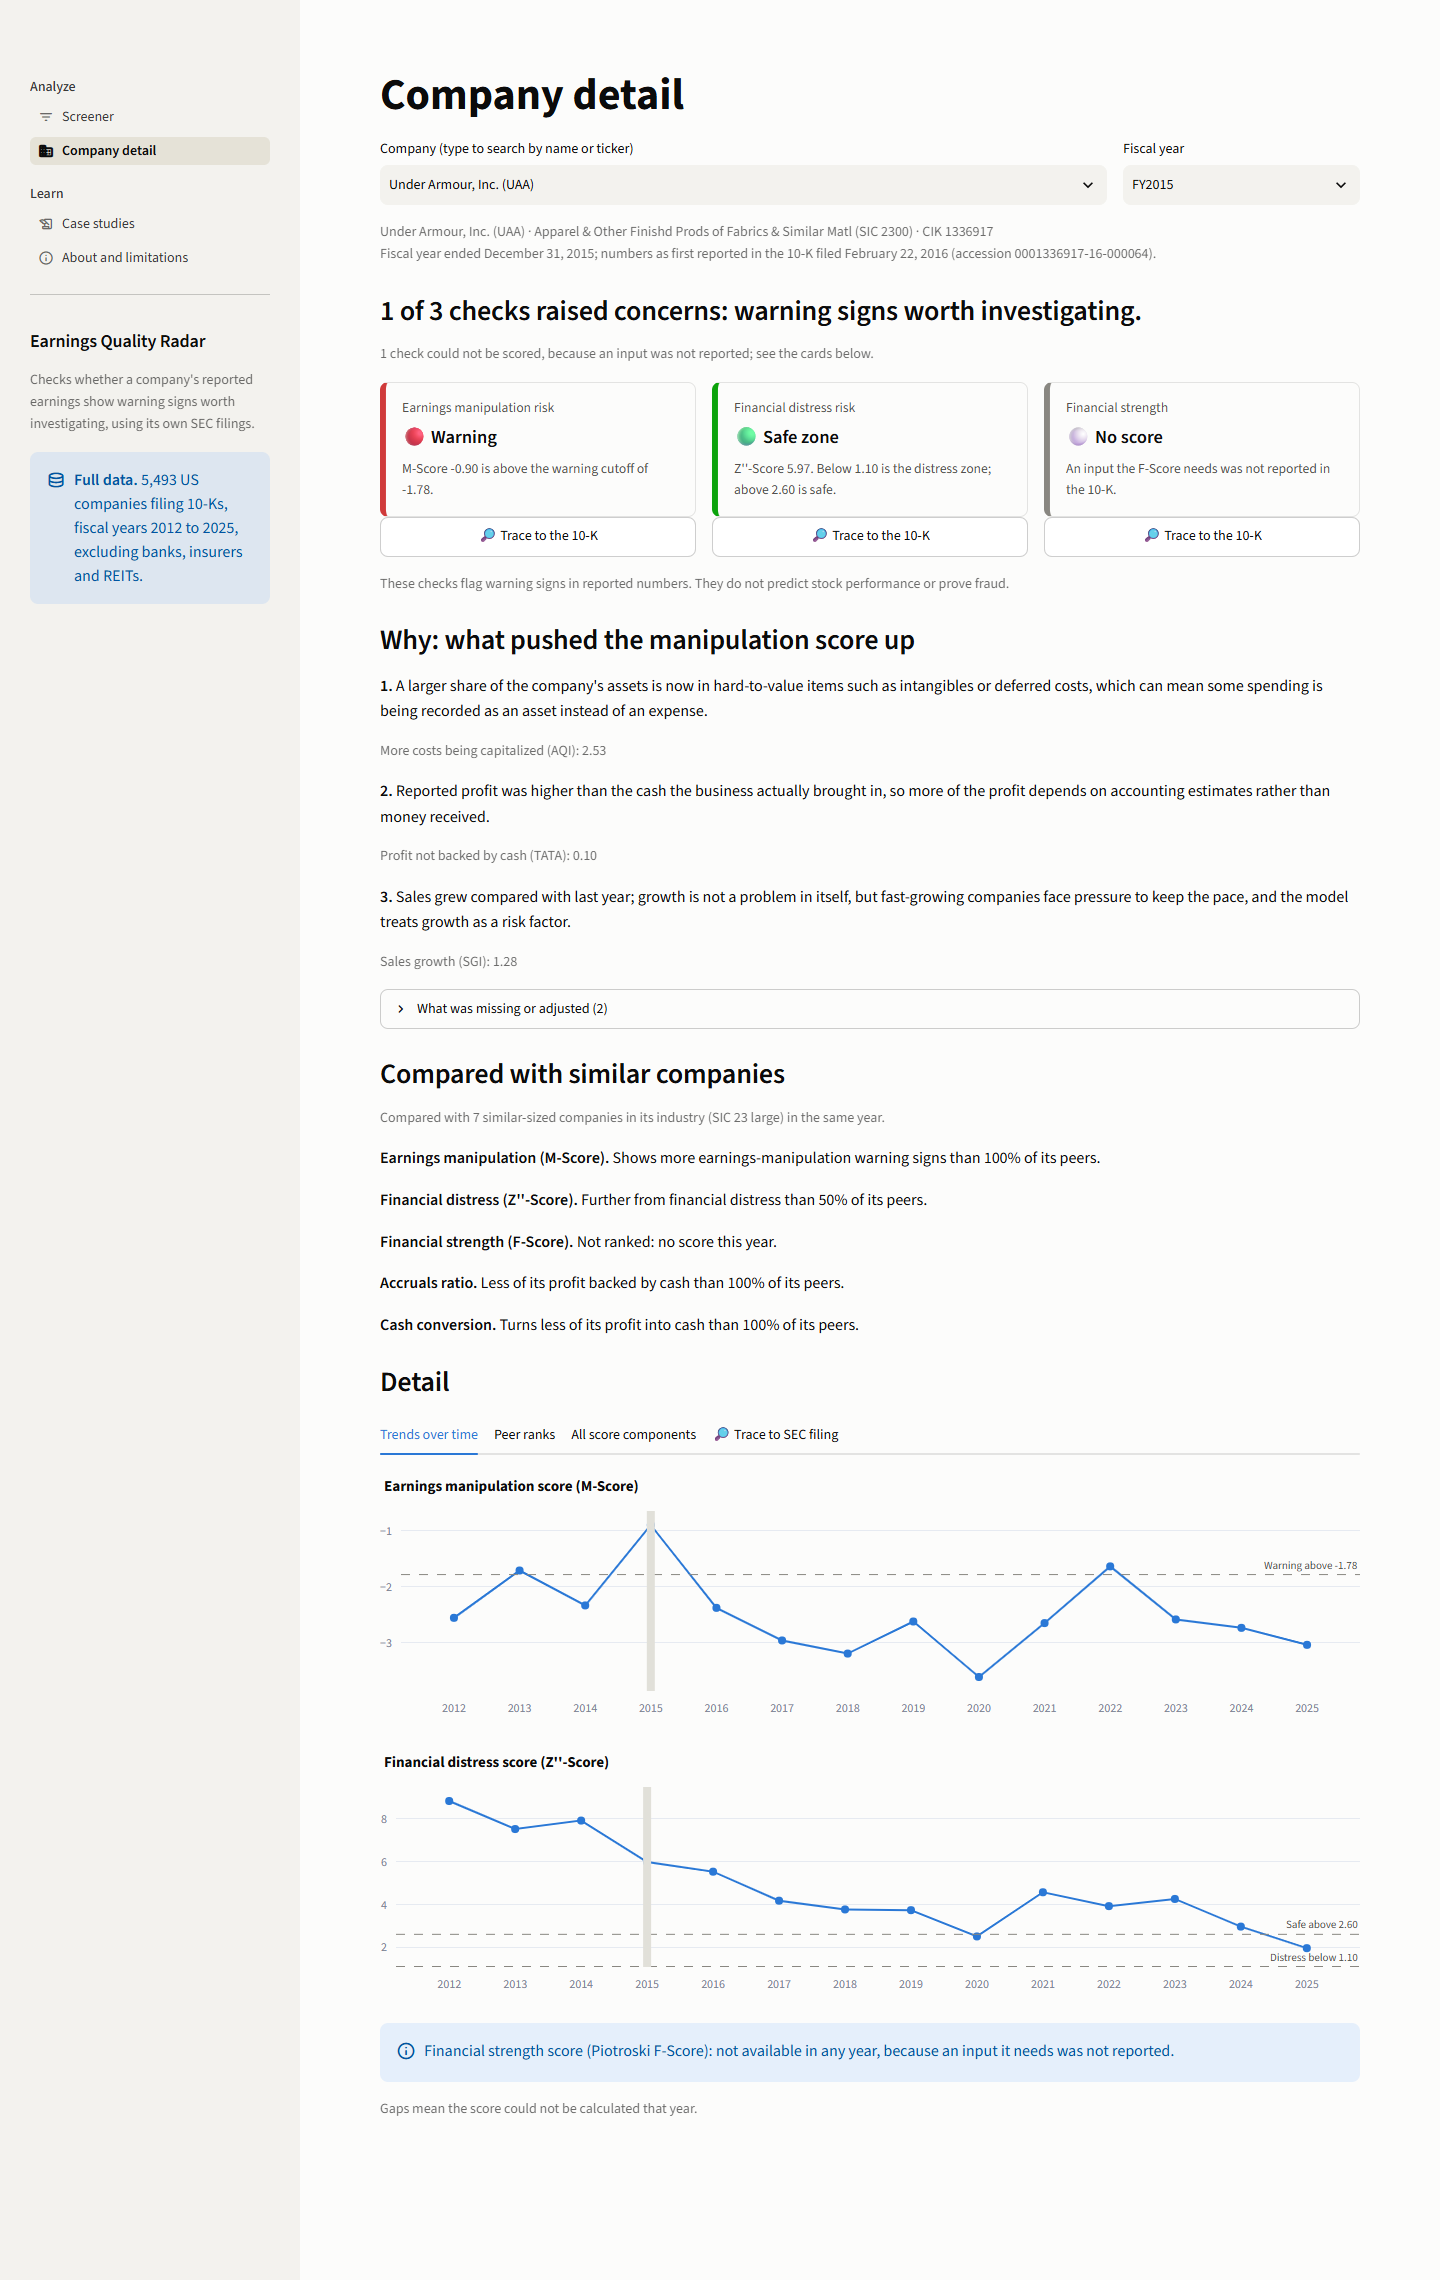 Analyze
Screener
Company detail
Learn
Case studies
About and limitations
Earnings Quality Radar
Checks whether a company's reported
earnings show warning signs worth
investigating, using its own SEC filings.
Full data. 5,493 US
companies filing 10-Ks,
fiscal years 2012 to 2025,
excluding banks, insurers
and REITs.
Company detail
Company (type to search by name or ticker)
Fiscal year
Under Armour, Inc. (UAA)
FY2015
Under Armour, Inc. (UAA) · Apparel & Other Finishd Prods of Fabrics & Similar Matl (SIC 2300) · CIK 1336917
Fiscal year ended December 31, 2015; numbers as first reported in the 10-K filed February 22, 2016 (accession 0001336917-16-000064).
1 of 3 checks raised concerns: warning signs worth investigating.
1 check could not be scored, because an input was not reported; see the cards below.
Earnings manipulation risk
Warning
M-Score -0.90 is above the warning cutoff of
-1.78.
Trace to the 10-K
Financial distress risk
Safe zone
Z''-Score 5.97. Below 1.10 is the distress zone;
above 2.60 is safe.
Trace to the 10-K
Financial strength
No score
An input the F-Score needs was not reported in
the 10-K.
Trace to the 10-K
These checks flag warning signs in reported numbers. They do not predict stock performance or prove fraud.
Why: what pushed the manipulation score up
1. A larger share of the company's assets is now in hard-to-value items such as intangibles or deferred costs, which can mean some spending is
being recorded as an asset instead of an expense.
More costs being capitalized (AQI): 2.53
2. Reported profit was higher than the cash the business actually brought in, so more of the profit depends on accounting estimates rather than
money received.
Profit not backed by cash (TATA): 0.10
3. Sales grew compared with last year; growth is not a problem in itself, but fast-growing companies face pressure to keep the pace, and the model
treats growth as a risk factor.
Sales growth (SGI): 1.28
What was missing or adjusted (2)
Compared with similar companies
Compared with 7 similar-sized companies in its industry (SIC 23 large) in the same year.
Earnings manipulation (M-Score). Shows more earnings-manipulation warning signs than 100% of its peers.
Financial distress (Z''-Score). Further from financial distress than 50% of its peers.
Financial strength (F-Score). Not ranked: no score this year.
Accruals ratio. Less of its profit backed by cash than 100% of its peers.
Cash conversion. Turns less of its profit into cash than 100% of its peers.
Detail
Trends over time
Peer ranks
All score components
Trace to SEC filing
Earnings manipulation score (M-Score)
−1
Warning above -1.78
−2
−3
2012 2013 2014 2015 2016 2017 2018 2019 2020 2021 2022 2023 2024 2025
Financial distress score (Z''-Score)
8
6
4
Safe above 2.60
2
Distress below 1.10
2012 2013 2014 2015 2016 2017 2018 2019 2020 2021 2022 2023 2024 2025
Financial strength score (Piotroski F-Score): not available in any year, because an input it needs was not reported.
Gaps mean the score could not be calculated that year.